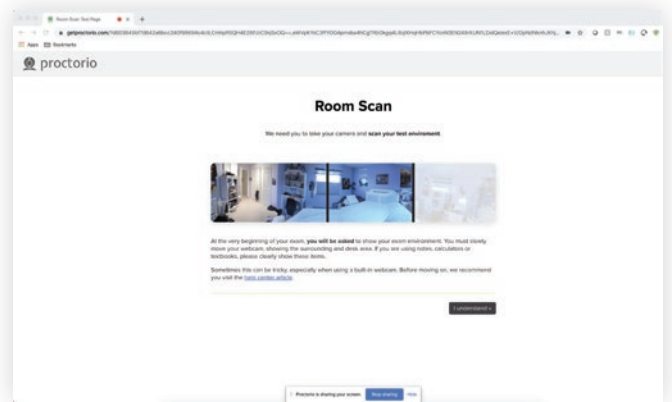 Room Scan Test Page
getproctorio.com/
Apps Bookmarks
proctorio
Room Scan
We need you to take your camera and scan your test enviroment.
At the very beginning of your exam, you will be asked to show your exam environment. You must slowly
move your webcam, showing the surrounding and desk area. If you are using notes, calculators or
textbooks, please clearly show these items.
Sometimes this can be tricky, especially when using a built-in webcam. Before moving on, we recommend
you visit the help center article.
I understand »
Proctorio is sharing your screen. Stop sharing Hide